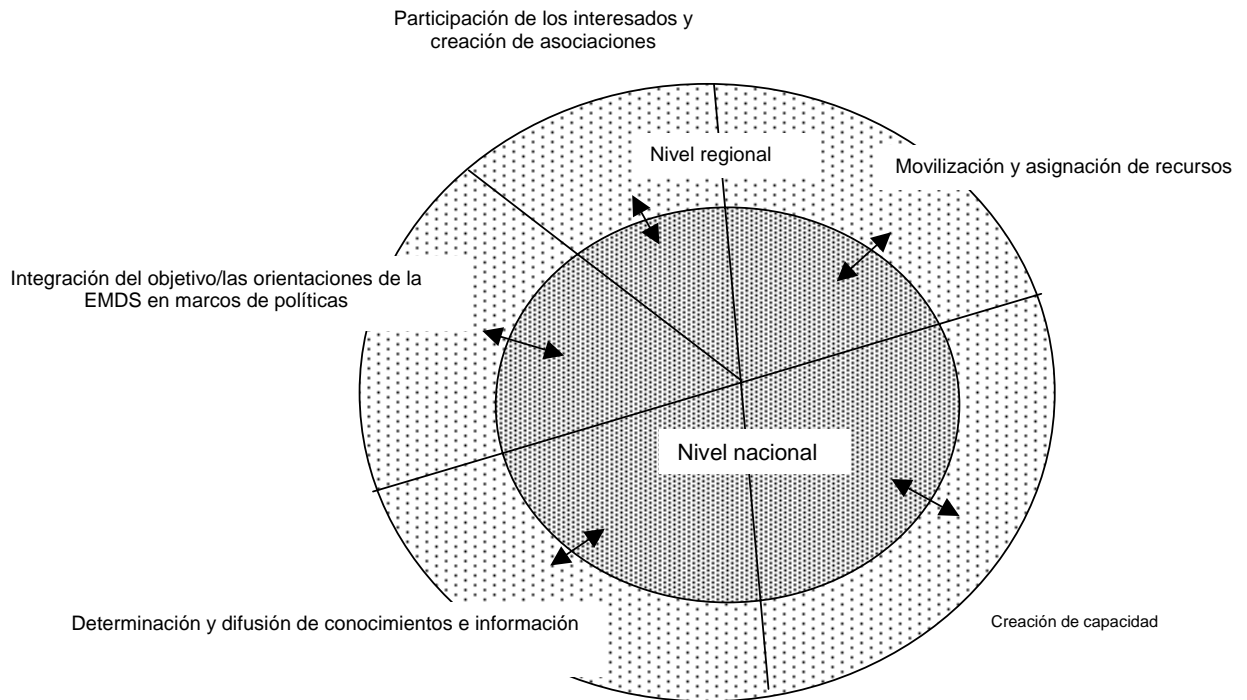 Participación de los interesados y
creación de asociaciones
Nivel regional
Movilización y asignación de recursos
Integración del objetivo/las orientaciones de la
EMDS en marcos de políticas
Nivel nacional
Determinación y difusión de conocimientos e información
Creación de capacidad